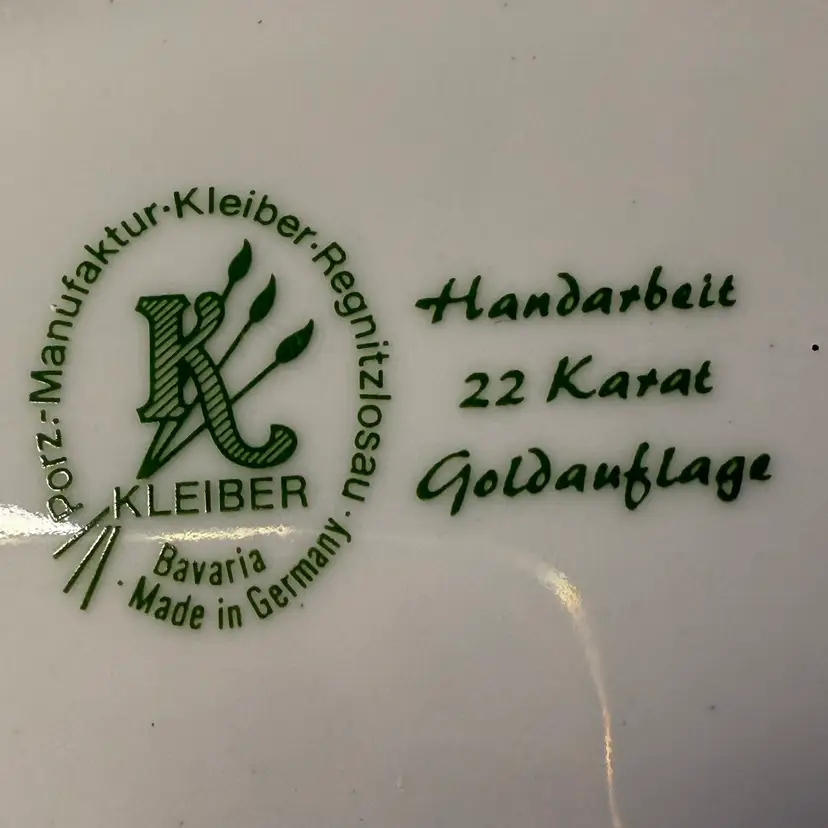 porz.-Manufaktur·Kleiber·Regnitzlosau·
K
KLEIBER
Bavaria
·Made in Germany·
Handarbeit
22 Karat
Goldauflage